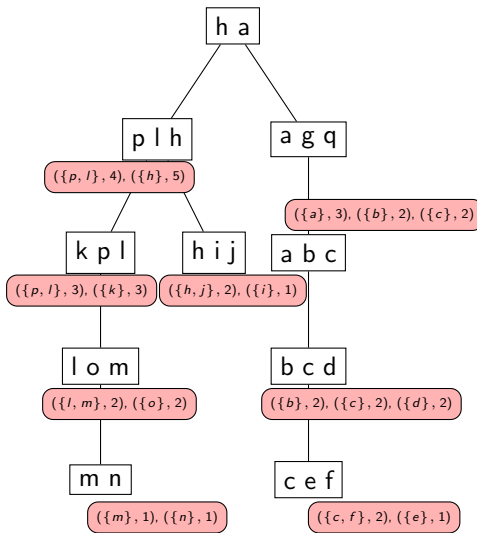 h a
p l h
a g q
({p, l}, 4), ({h}, 5)
({a}, 3), ({b}, 2), ({c}, 2)
k p l
h i j
a b c
({p, l}, 3), ({k}, 3)
({h, j}, 2), ({i}, 1)
l o m
b c d
({l, m}, 2), ({o}, 2)
({b}, 2), ({c}, 2), ({d}, 2)
m n
c e f
({m}, 1), ({n}, 1)
({c, f}, 2), ({e}, 1)